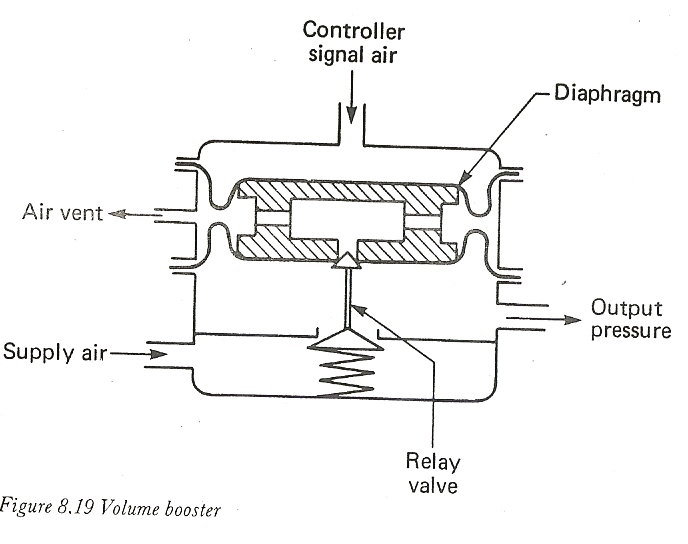 Controller
signal air
Diaphragm
Air vent
Output
pressure
Supply air
Relay
valve
Figure 8.19 Volume booster